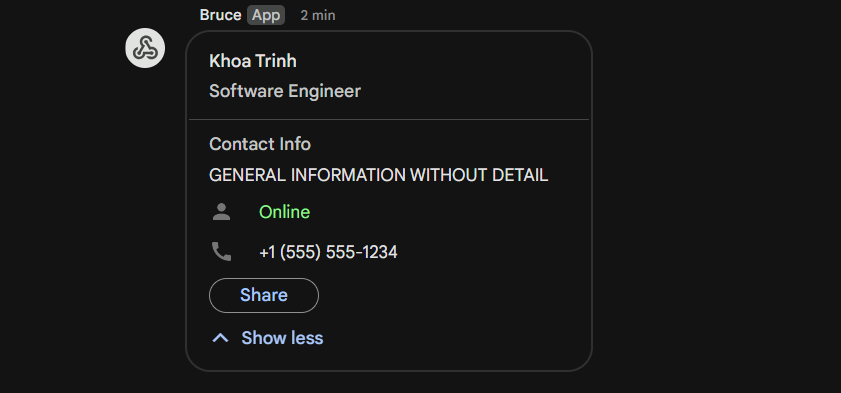 Bruce App 2 min
Khoa Trinh
Software Engineer
Contact Info
GENERAL INFORMATION WITHOUT DETAIL
Online
+1 (555) 555-1234
Share
Show less